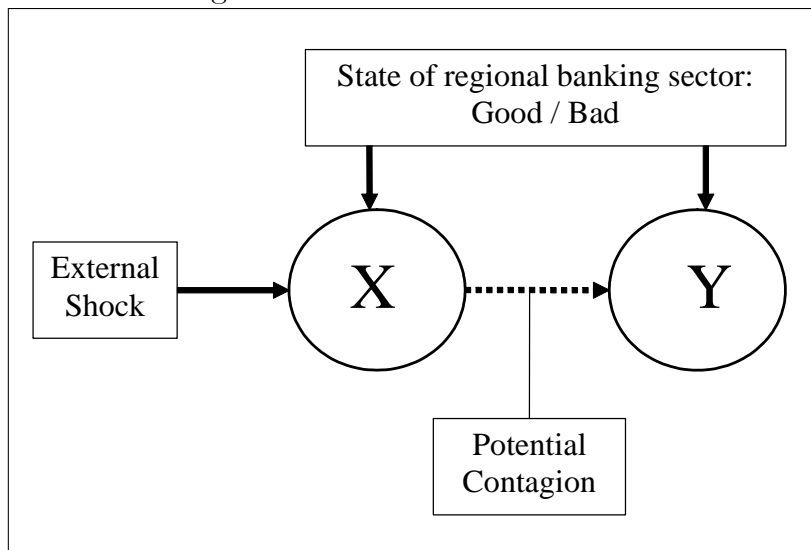 State of regional banking sector:
Good / Bad
External
Shock
X
Y
Potential
Contagion